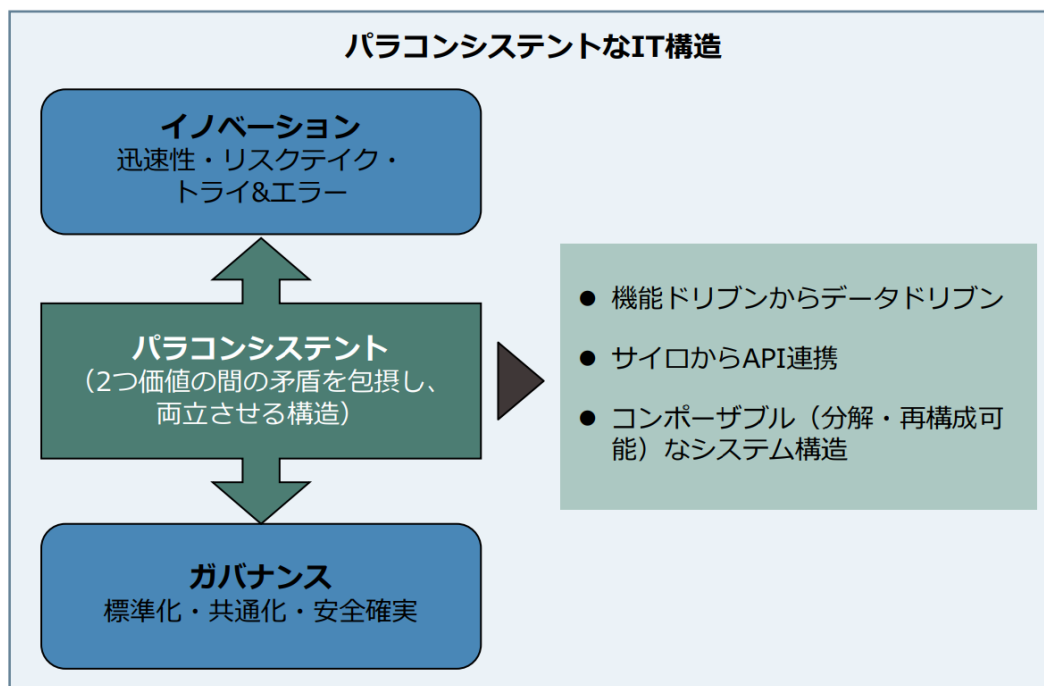 パラコンシステントなIT構造
イノベーション
迅速性・リスクテイク・
トライ&エラー
パラコンシステント
（2つ価値の間の矛盾を包摂し、
両立させる構造）
ガバナンス
標準化・共通化・安全確実
● 機能ドリブンからデータドリブン
● サイロからAPI連携
● コンポーザブル（分解・再構成可
能）なシステム構造